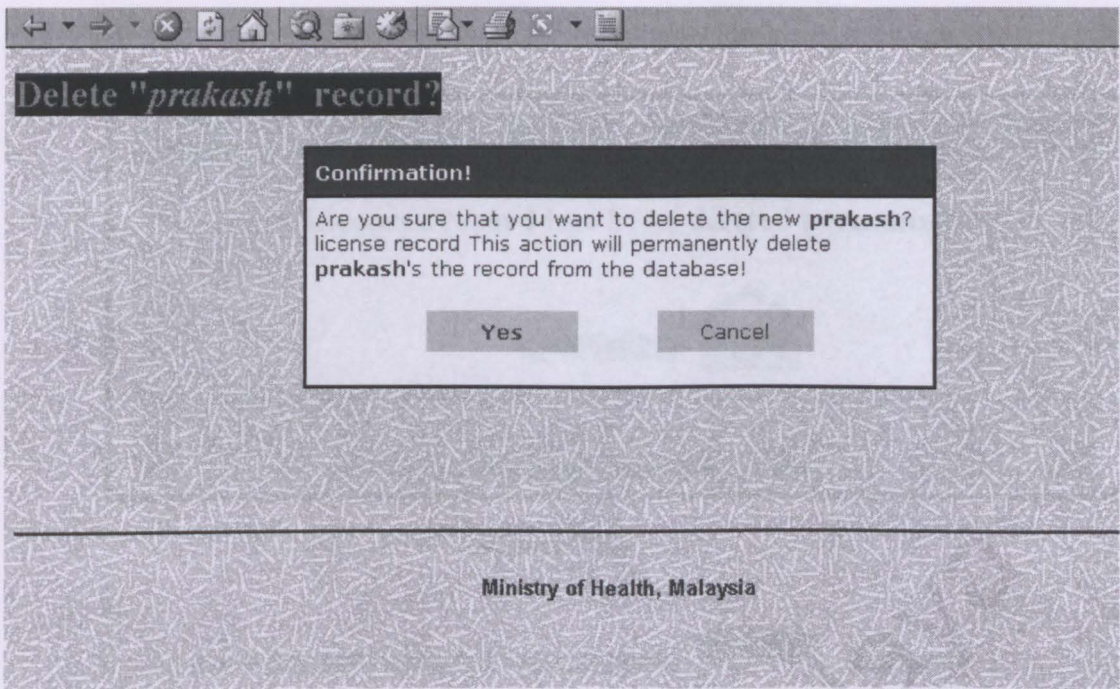 Delete "prakash" record?
Confirmation!
Are you sure that you want to delete the new prakash?
license record This action will permanently delete
prakash's the record from the database!
Yes
Cancel
Ministry of Health, Malaysia